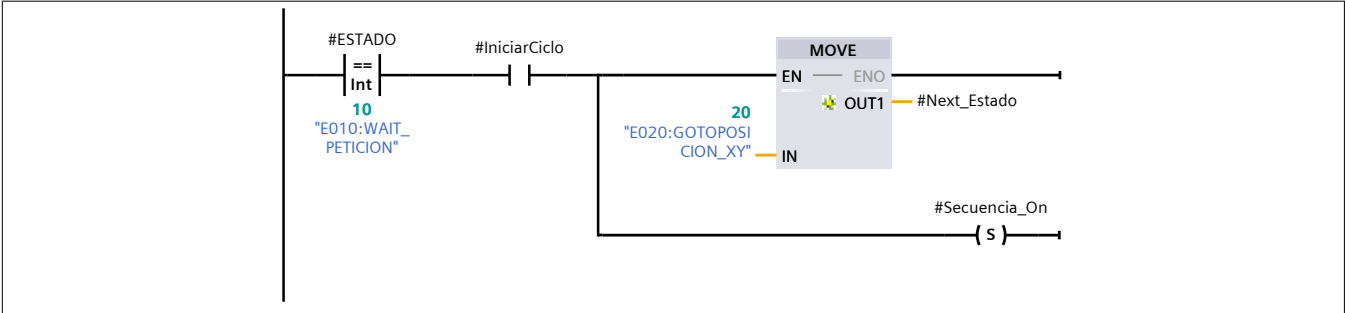 #ESTADO
==
Int
10
"E010:WAIT_
PETICION"
#IniciarCiclo
MOVE
EN
ENO
OUT1
#Next_Estado
20
"E020:GOTOPOSI
CION_XY"
IN
#Secuencia_On
S